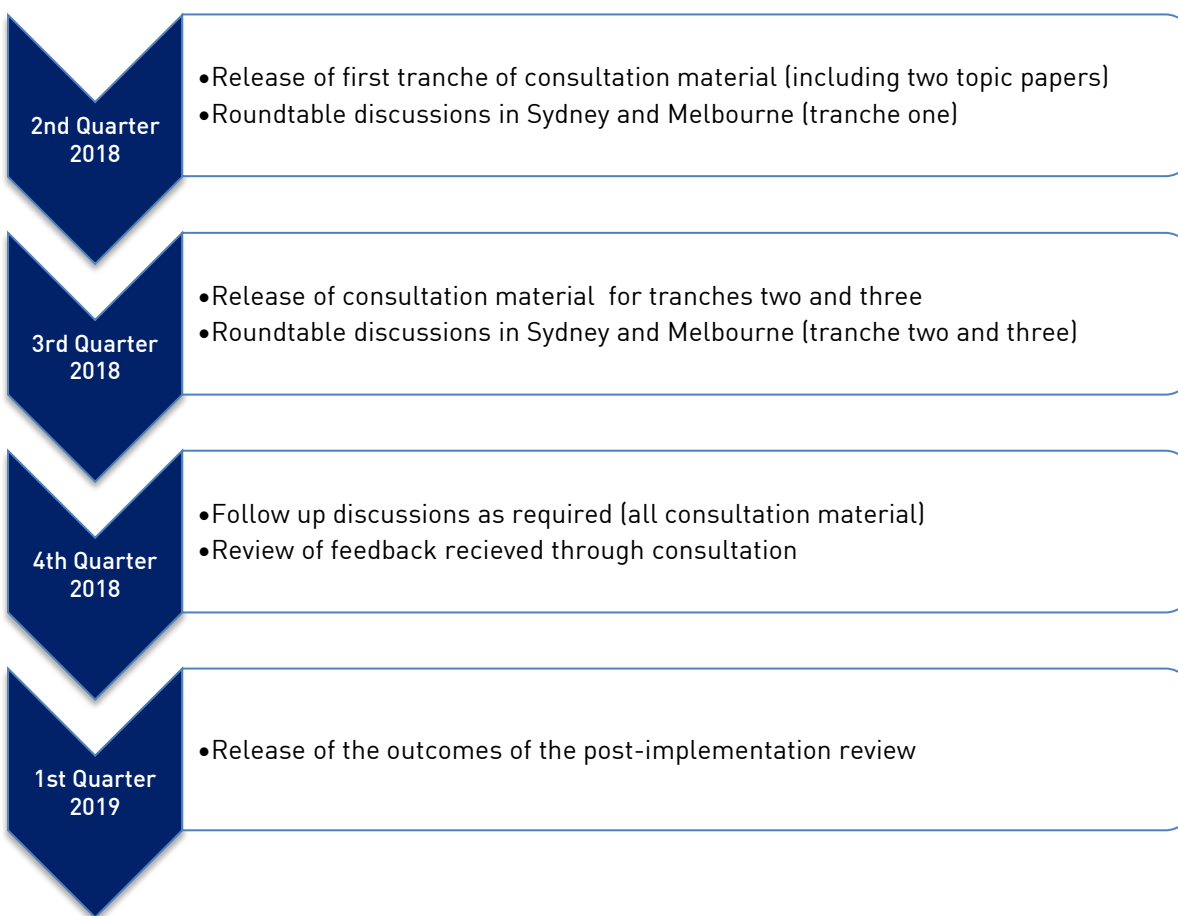 2nd Quarter
2018
•Release of first tranche of consultation material (including two topic papers)
•Roundtable discussions in Sydney and Melbourne (tranche one)
3rd Quarter
2018
•Release of consultation material  for tranches two and three
•Roundtable discussions in Sydney and Melbourne (tranche two and three)
4th Quarter
2018
•Follow up discussions as required (all consultation material)
•Review of feedback recieved through consultation
1st Quarter
2019
•Release of the outcomes of the post-implementation review